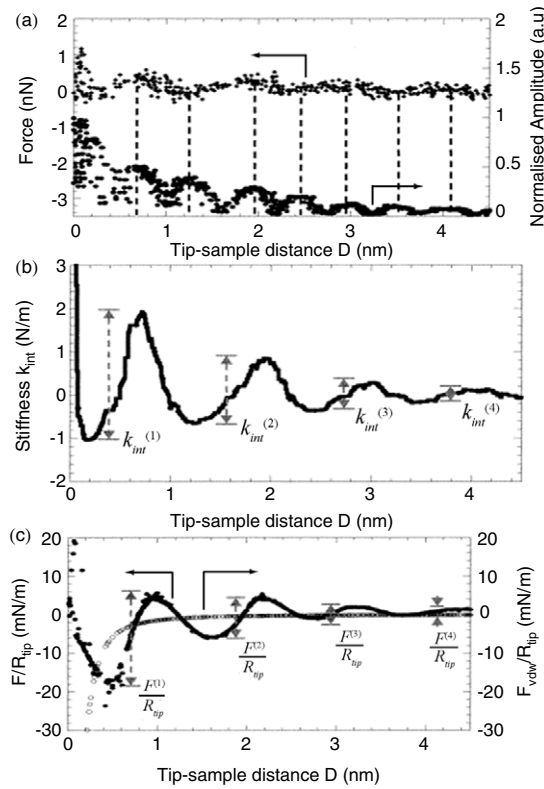 (a)
2
1
0
-1
-2
-3
Force (nN)
2
1.5
1
0.5
0
Normalised Amplitude (a.u)
0
1
2
3
4
Tip-sample distance D (nm)
(b)
3
2
1
0
-1
-2
Stiffness k_int (N/m)
k_int^(1)
k_int^(2)
k_int^(3)
k_int^(4)
0
1
2
3
4
Tip-sample distance D (nm)
(c)
20
10
0
-10
-20
-30
F/R_tip (mN/m)
F^(1)/R_tip
F^(2)/R_tip
F^(3)/R_tip
F^(4)/R_tip
20
10
0
-10
-20
-30
F_vdw/R_tip (mN/m)
0
1
2
3
4
Tip-sample distance D (nm)